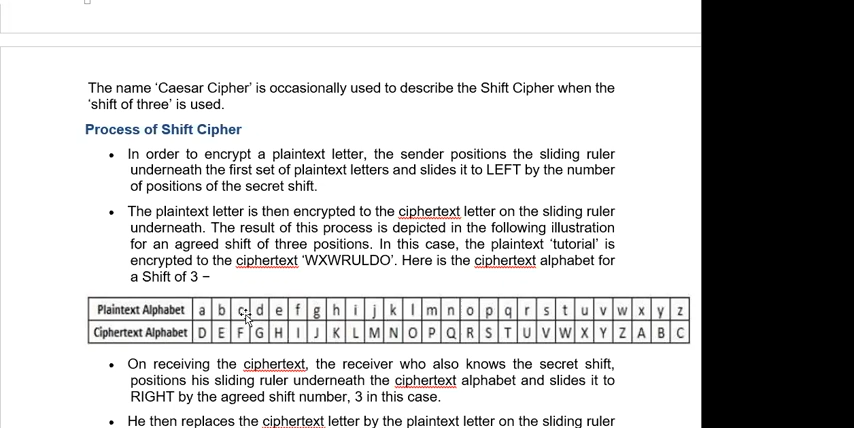 The name ‘Caesar Cipher’ is occasionally used to describe the Shift Cipher when the
‘shift of three’ is used.
Process of Shift Cipher
• In order to encrypt a plaintext letter, the sender positions the sliding ruler
underneath the first set of plaintext letters and slides it to LEFT by the number
of positions of the secret shift.
• The plaintext letter is then encrypted to the ciphertext letter on the sliding ruler
underneath. The result of this process is depicted in the following illustration
for an agreed shift of three positions. In this case, the plaintext ‘tutorial’ is
encrypted to the ciphertext ‘WXWRULDO’. Here is the ciphertext alphabet for
a Shift of 3 −
Plaintext Alphabet a b c d e f g h i j k l m n o p q r s t u v w x y z
Ciphertext Alphabet D E F G H I J K L M N O P Q R S T U V W X Y Z A B C
• On receiving the ciphertext, the receiver who also knows the secret shift,
positions his sliding ruler underneath the ciphertext alphabet and slides it to
RIGHT by the agreed shift number, 3 in this case.
• He then replaces the ciphertext letter by the plaintext letter on the sliding ruler